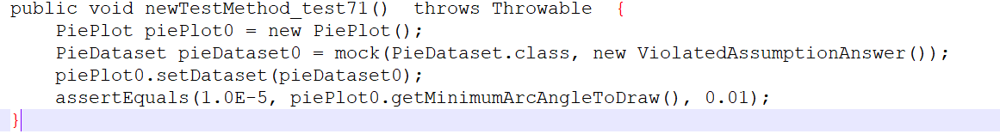 public void newTestMethod_test71()  throws Throwable  {
    PiePlot piePlot0 = new PiePlot();
    PieDataset pieDataset0 = mock(PieDataset.class, new ViolatedAssumptionAnswer());
    piePlot0.setDataset(pieDataset0);
    assertEquals(1.0E-5, piePlot0.getMinimumArcAngleToDraw(), 0.01);
}